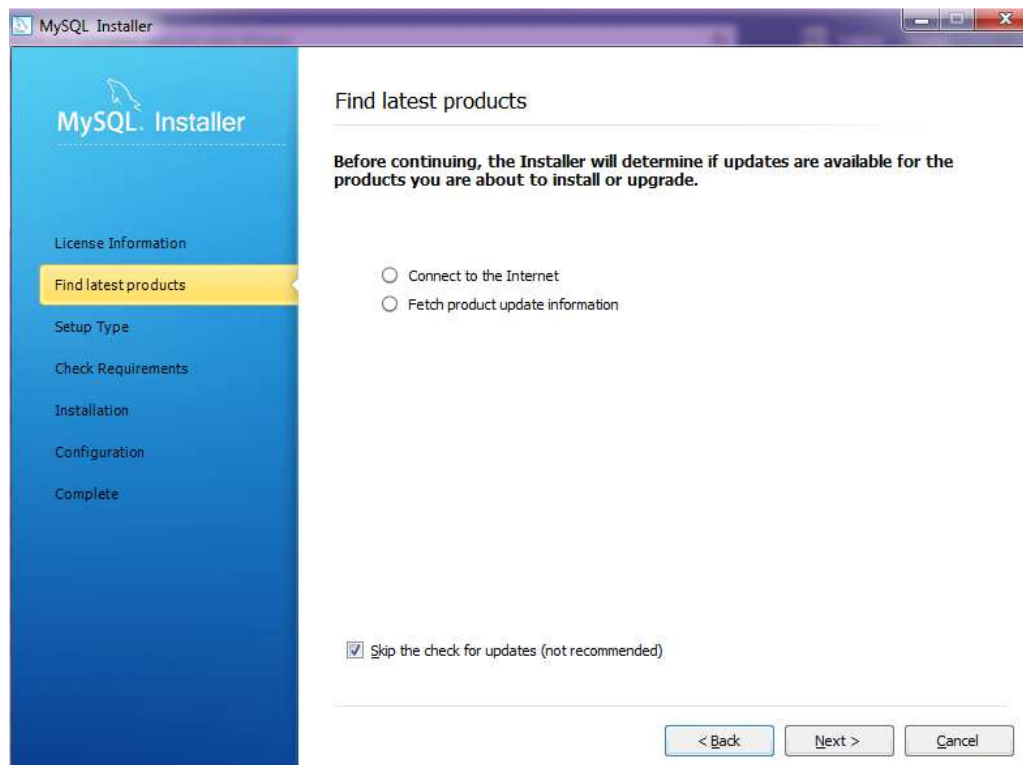 MySQL Installer
MySQL. Installer
License Information
Find latest products
Setup Type
Check Requirements
Installation
Configuration
Complete
Find latest products
Before continuing, the Installer will determine if updates are available for the
products you are about to install or upgrade.
Connect to the Internet
Fetch product update information
Skip the check for updates (not recommended)
< Back
Next >
Cancel